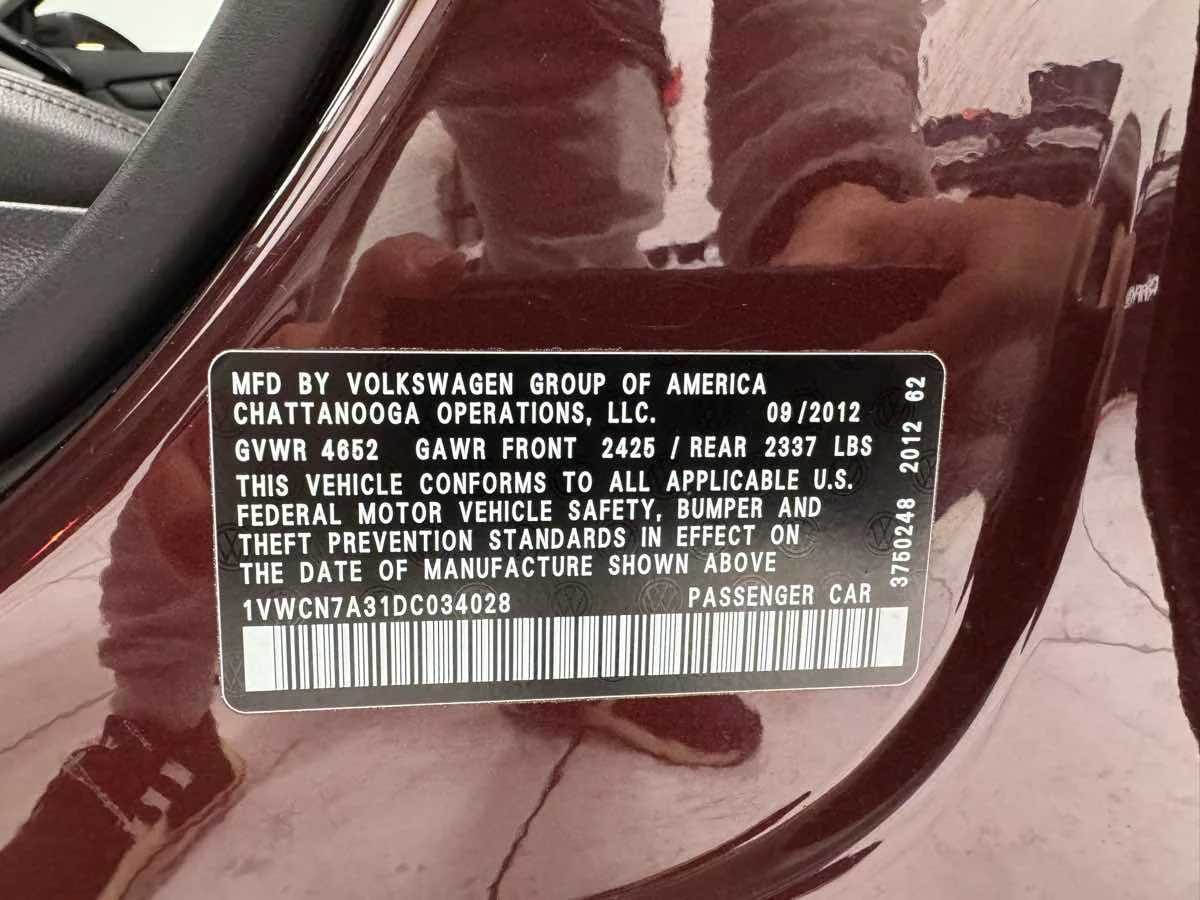 MFD BY VOLKSWAGEN GROUP OF AMERICA
CHATTANOOGA OPERATIONS, LLC. 09/2012
GVWR 4652 GAWR FRONT 2425 / REAR 2337 LBS
THIS VEHICLE CONFORMS TO ALL APPLICABLE U.S.
FEDERAL MOTOR VEHICLE SAFETY, BUMPER AND
THEFT PREVENTION STANDARDS IN EFFECT ON
THE DATE OF MANUFACTURE SHOWN ABOVE
1VWCN7A31DC034028 PASSENGER CAR
3750248 2012 62